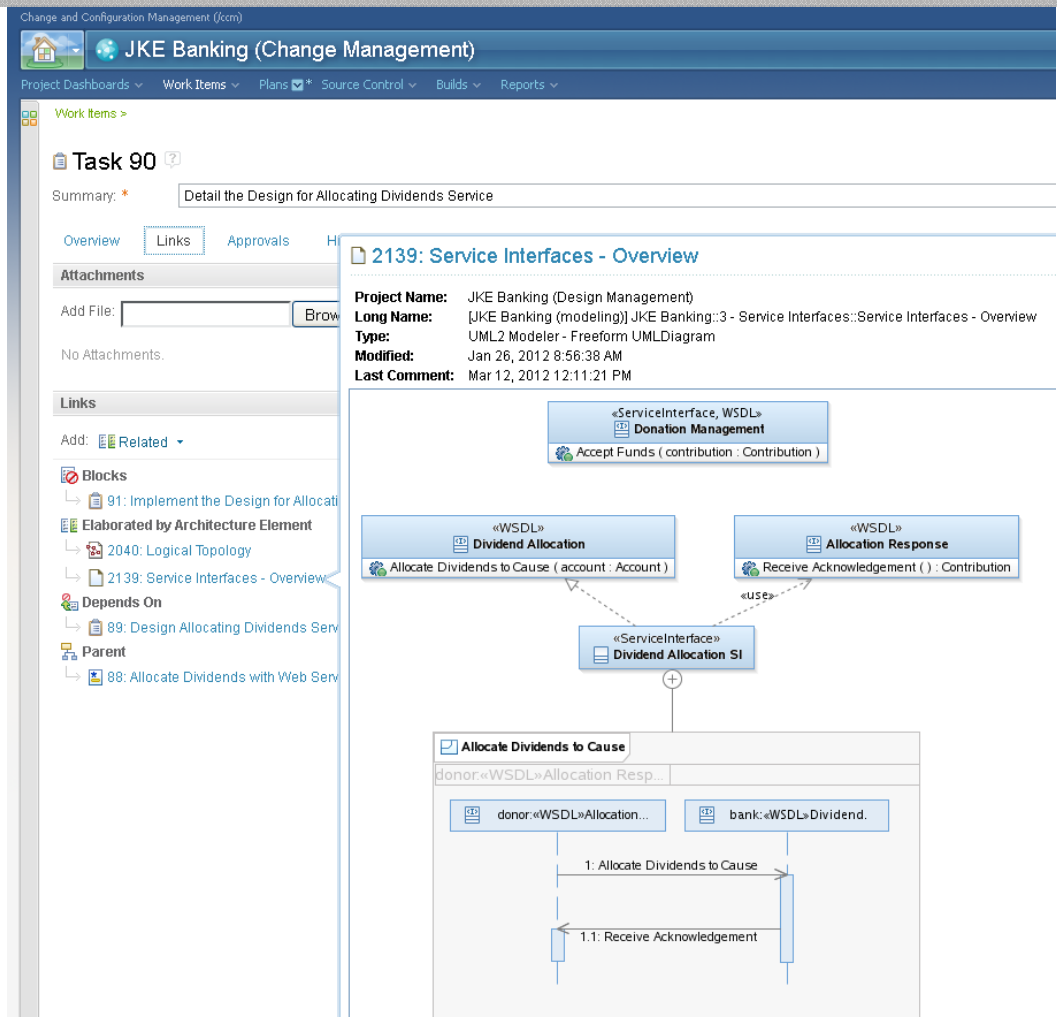 Change and Configuration Management (/ccm)
JKE Banking (Change Management)
Project Dashboards Work Items Plans * Source Control Builds Reports
Work Items >
Task 90 ?
Summary: * Detail the Design for Allocating Dividends Service
Overview Links Approvals Hi
Attachments
Add File: Brow
No Attachments.
Links
Add: Related
Blocks
91: Implement the Design for Allocati
Elaborated by Architecture Element
2040: Logical Topology
2139: Service Interfaces - Overview
Depends On
89: Design Allocating Dividends Serv
Parent
88: Allocate Dividends with Web Serv
2139: Service Interfaces - Overview
Project Name: JKE Banking (Design Management)
Long Name: [JKE Banking (modeling)] JKE Banking::3 - Service Interfaces::Service Interfaces - Overview
Type: UML2 Modeler - Freeform UMLDiagram
Modified: Jan 26, 2012 8:56:38 AM
Last Comment: Mar 12, 2012 12:11:21 PM
«ServiceInterface, WSDL»
Donation Management
Accept Funds ( contribution : Contribution )
«WSDL»
Dividend Allocation
Allocate Dividends to Cause ( account : Account )
«WSDL»
Allocation Response
Receive Acknowledgement ( ) : Contribution
«use»
«ServiceInterface»
Dividend Allocation SI
Allocate Dividends to Cause
donor:«WSDL»Allocation Resp...
donor:«WSDL»Allocation... bank:«WSDL»Dividend.
1: Allocate Dividends to Cause
1.1: Receive Acknowledgement